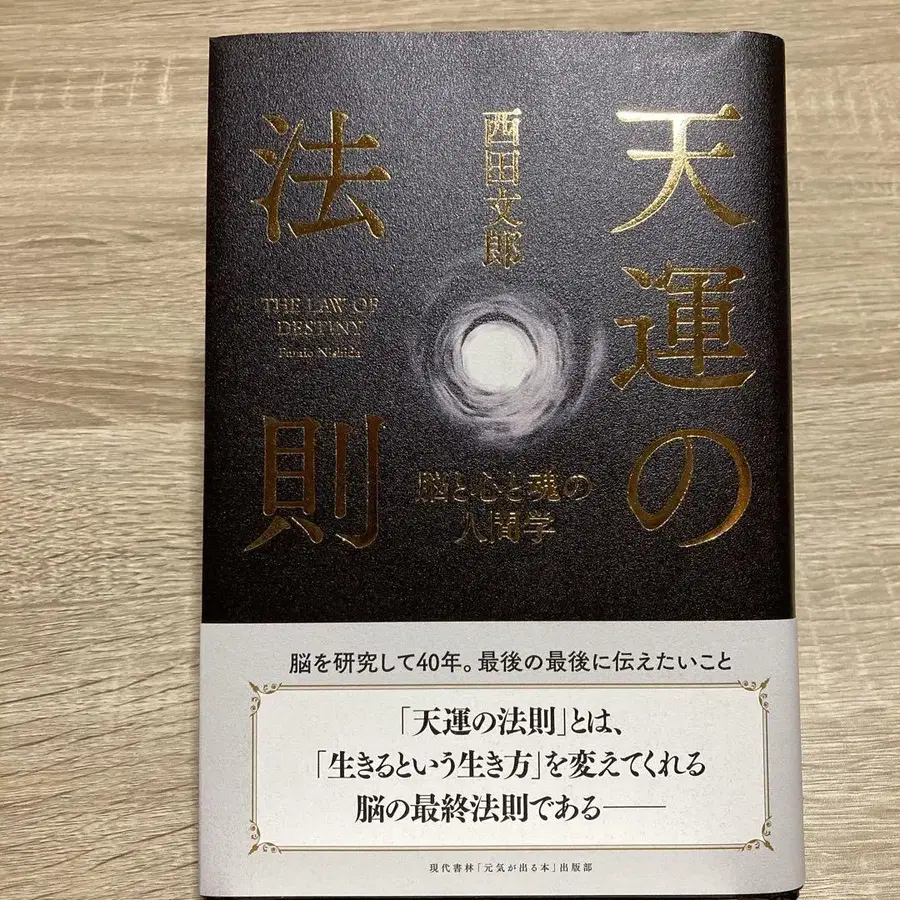 天運の
法則
西田文郎
THE LAW OF
DESTINY
Fumio Nishida
脳と心と魂の
人間学
脳を研究して40年。最後の最後に伝えたいこと
「天運の法則」とは、
「生きるという生き方」を変えてくれる
脳の最終法則である——
現代書林「元気が出る本」出版部